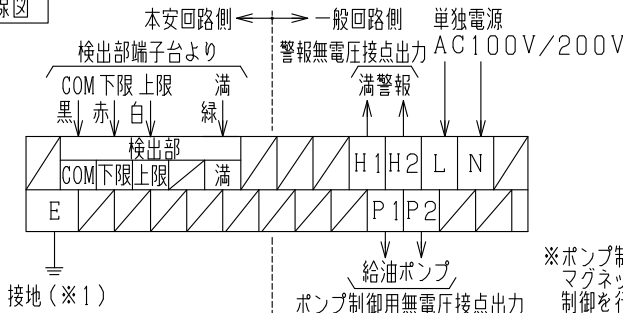 線図
本安回路側 一般回路側 単独電源
検出部端子台より 警報無電圧接点出力 AC100V/200V
COM 下限 上限 満 満警報
黒 赤 白 緑
検出部
COM 下限 上限 満 H1 H2 L N
E P1 P2
接地(※1) 給油ポンプ
ポンプ制御用無電圧接点出力
※ポンプ制
マグネッ
制御を行